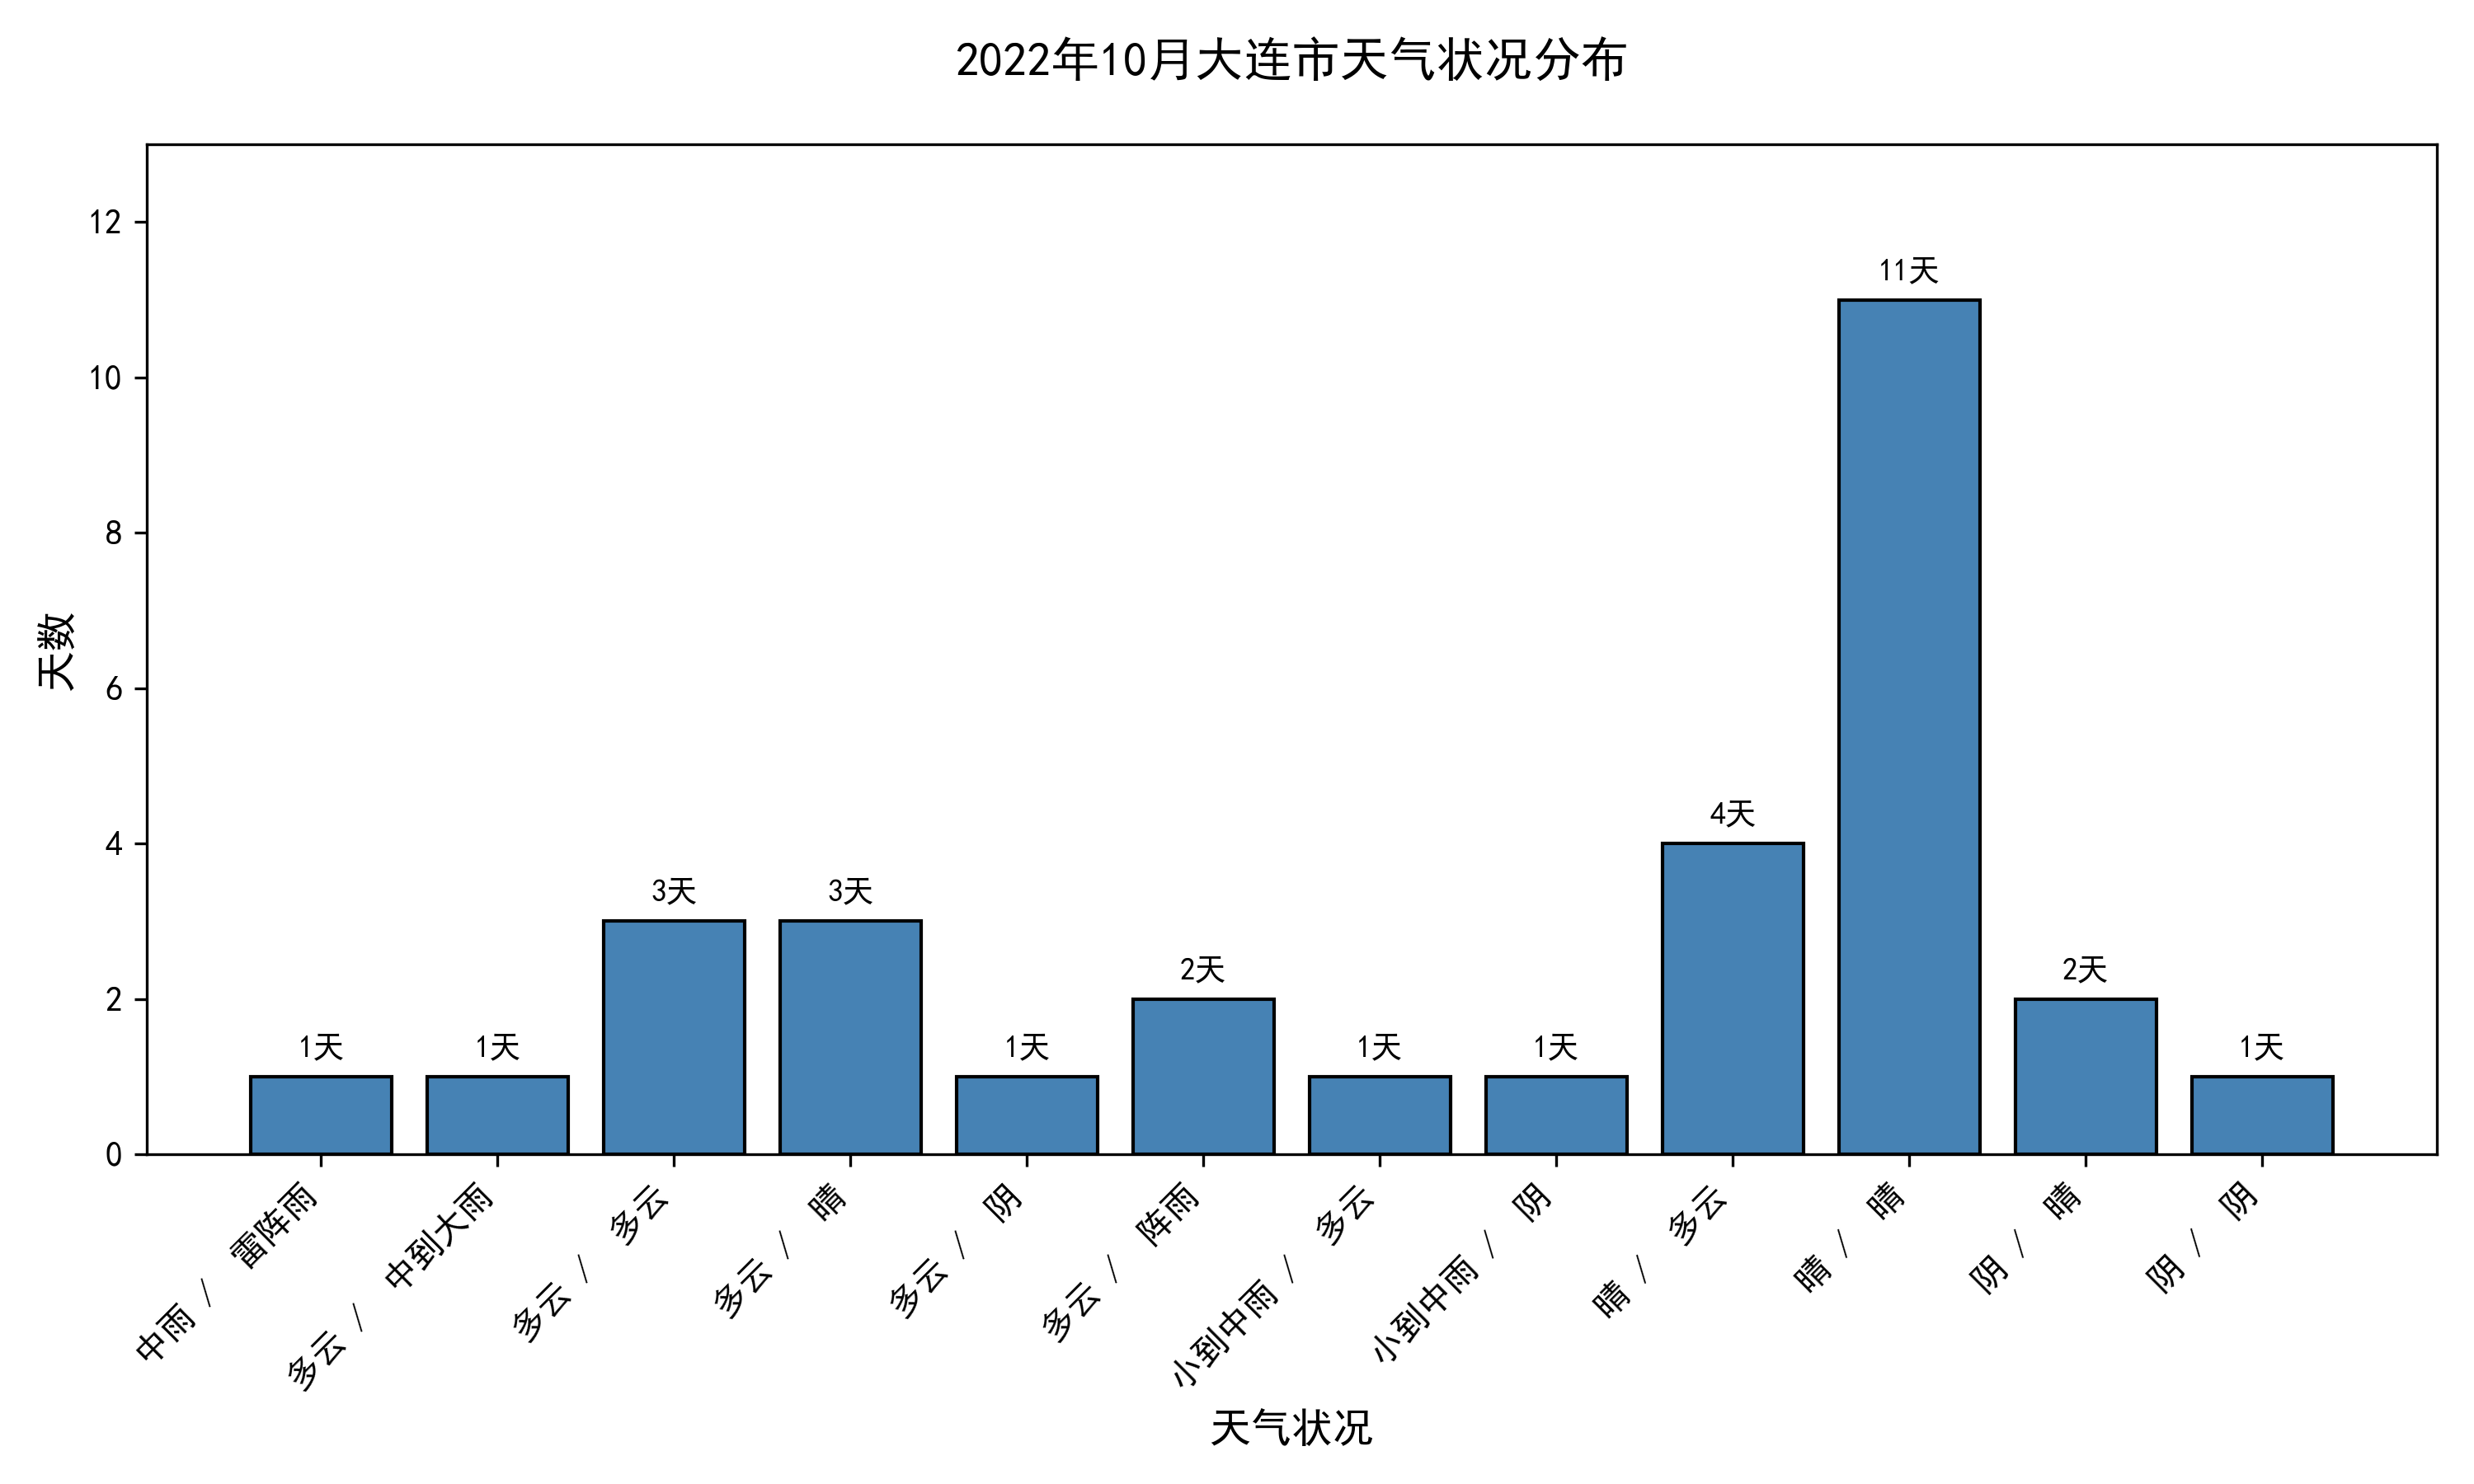 2022年10月大连市天气状况分布
天数
12
10
8
6
4
2
0
1天
1天
3天
3天
1天
2天
1天
1天
4天
11天
2天
1天
中雨 / 雷阵雨
多云 / 中到大雨
多云 / 多云
多云 / 晴
多云 / 阴
多云 / 阵雨
小到中雨 / 多云
小到中雨 / 阴
晴 / 多云
晴 / 晴
阴 / 晴
阴 / 阴
天气状况